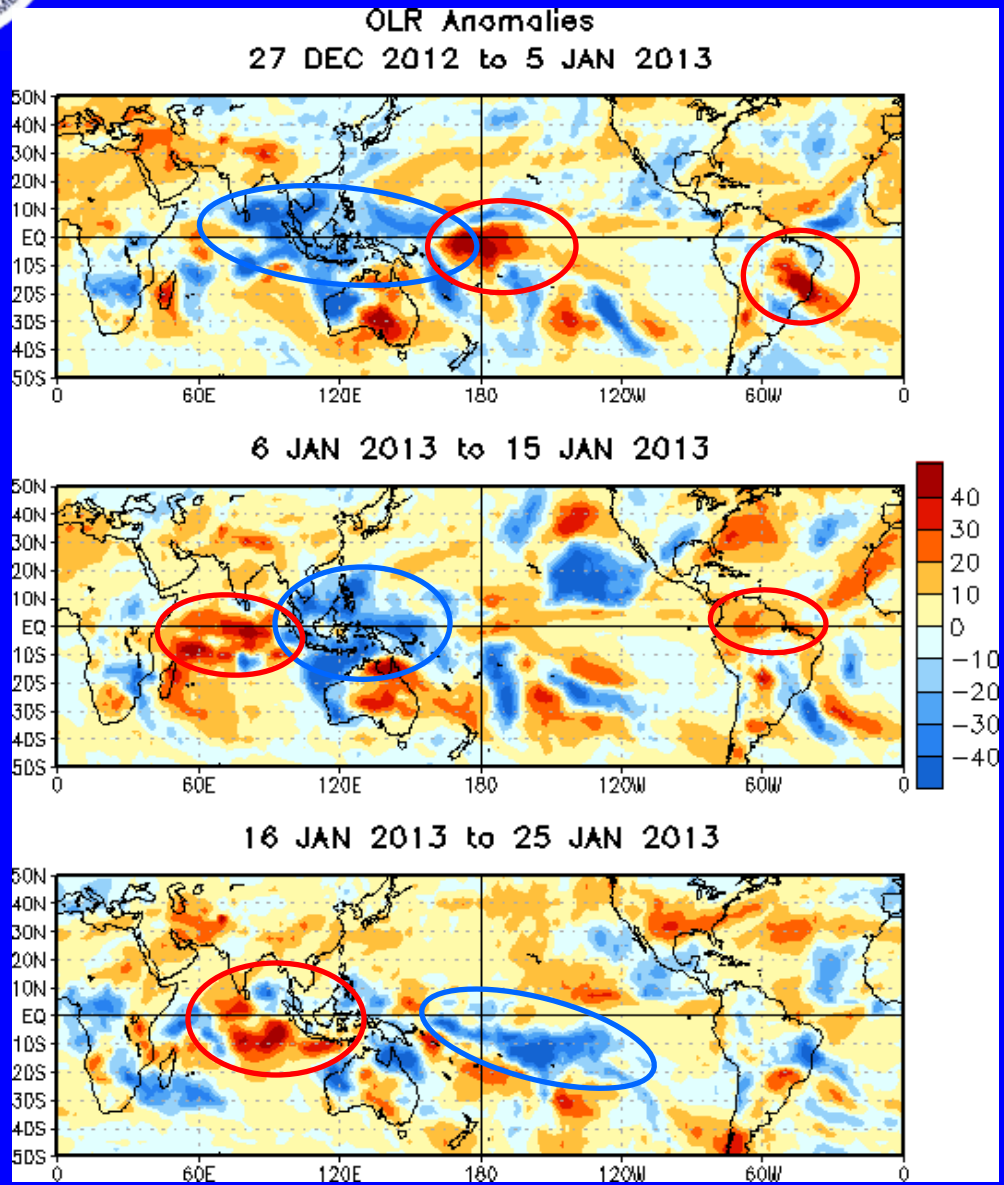 OLR Anomalies
27 DEC 2012 to 5 JAN 2013
50N
40N
30N
20N
10N
EQ
10S
20S
30S
40S
50S
0 60E 120E 180 120W 60W 0
6 JAN 2013 to 15 JAN 2013
50N
40N
30N
20N
10N
EQ
10S
20S
30S
40S
50S
0 60E 120E 180 120W 60W 0
40
30
20
10
0
−10
−20
−30
−40
16 JAN 2013 to 25 JAN 2013
50N
40N
30N
20N
10N
EQ
10S
20S
30S
40S
50S
0 60E 120E 180 120W 60W 0